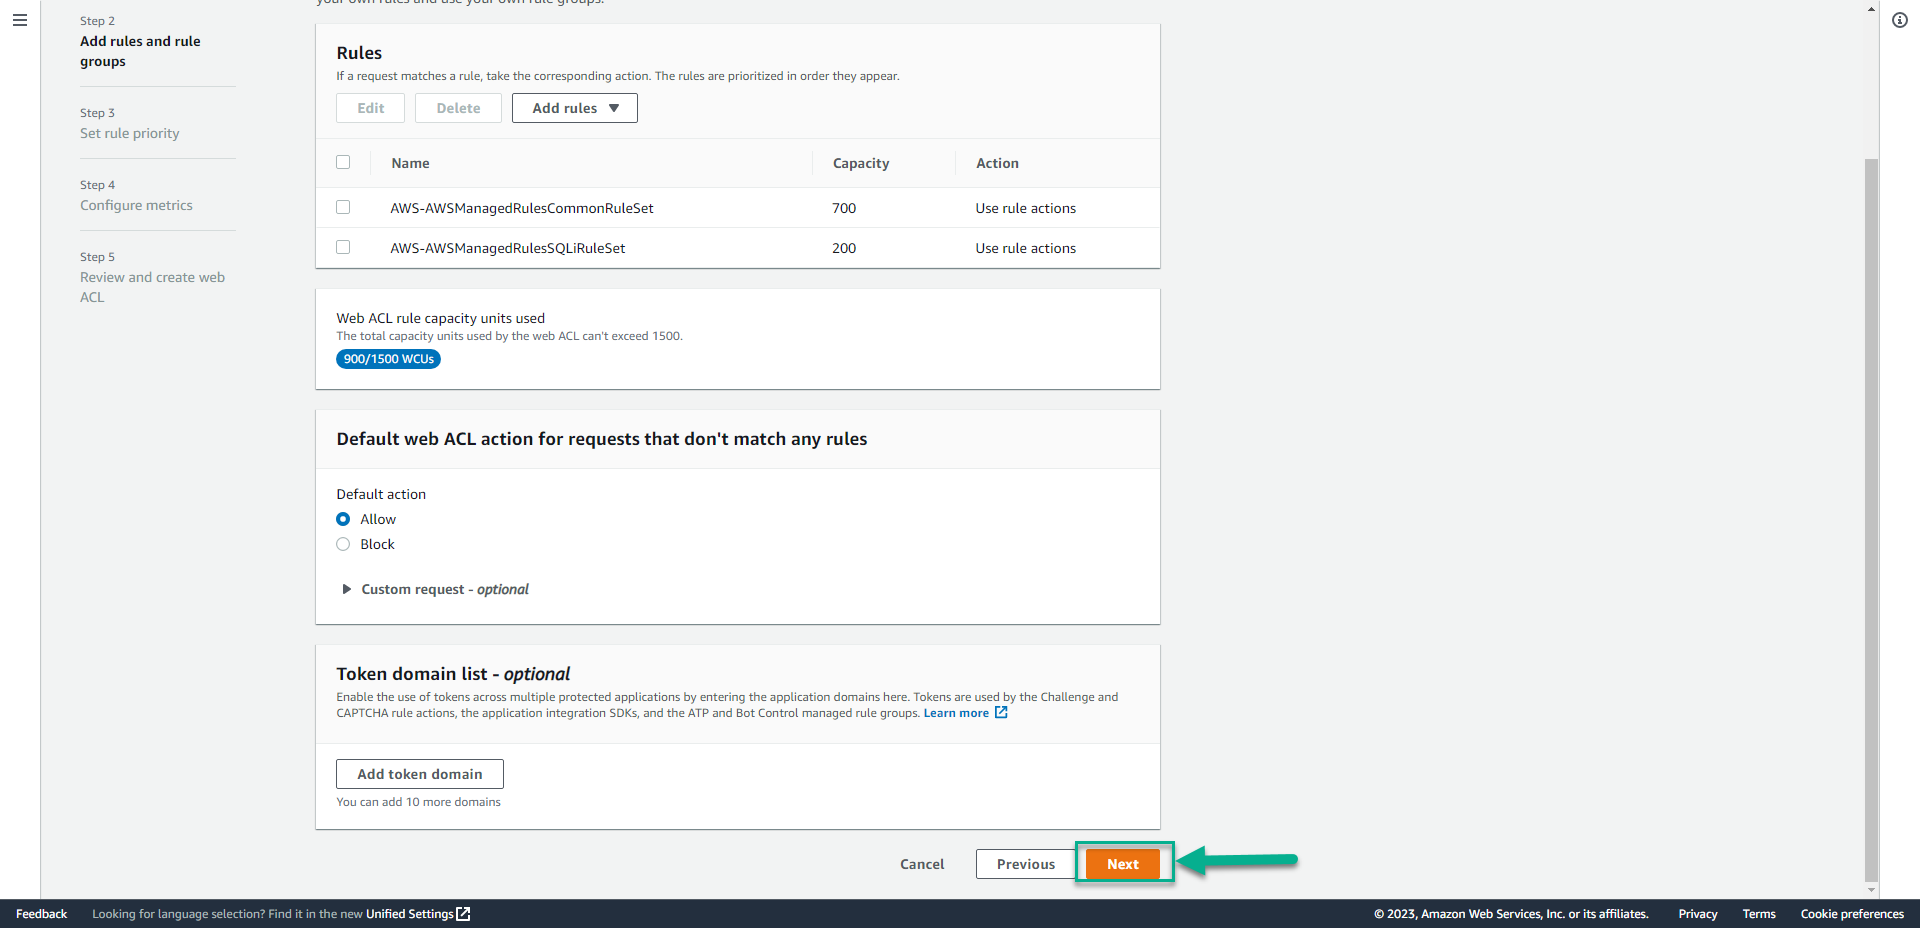 your own rules and use your own rule groups.
Step 2
Add rules and rule
groups
Step 3
Set rule priority
Step 4
Configure metrics
Step 5
Review and create web
ACL
Rules
If a request matches a rule, take the corresponding action. The rules are prioritized in order they appear.
Edit Delete Add rules
Name Capacity Action
AWS-AWSManagedRulesCommonRuleSet 700 Use rule actions
AWS-AWSManagedRulesSQLiRuleSet 200 Use rule actions
Web ACL rule capacity units used
The total capacity units used by the web ACL can't exceed 1500.
900/1500 WCUs
Default web ACL action for requests that don't match any rules
Default action
Allow
Block
Custom request - optional
Token domain list - optional
Enable the use of tokens across multiple protected applications by entering the application domains here. Tokens are used by the Challenge and
CAPTCHA rule actions, the application integration SDKs, and the ATP and Bot Control managed rule groups. Learn more
Add token domain
You can add 10 more domains
Cancel Previous Next
Feedback Looking for language selection? Find it in the new Unified Settings © 2023, Amazon Web Services, Inc. or its affiliates. Privacy Terms Cookie preferences